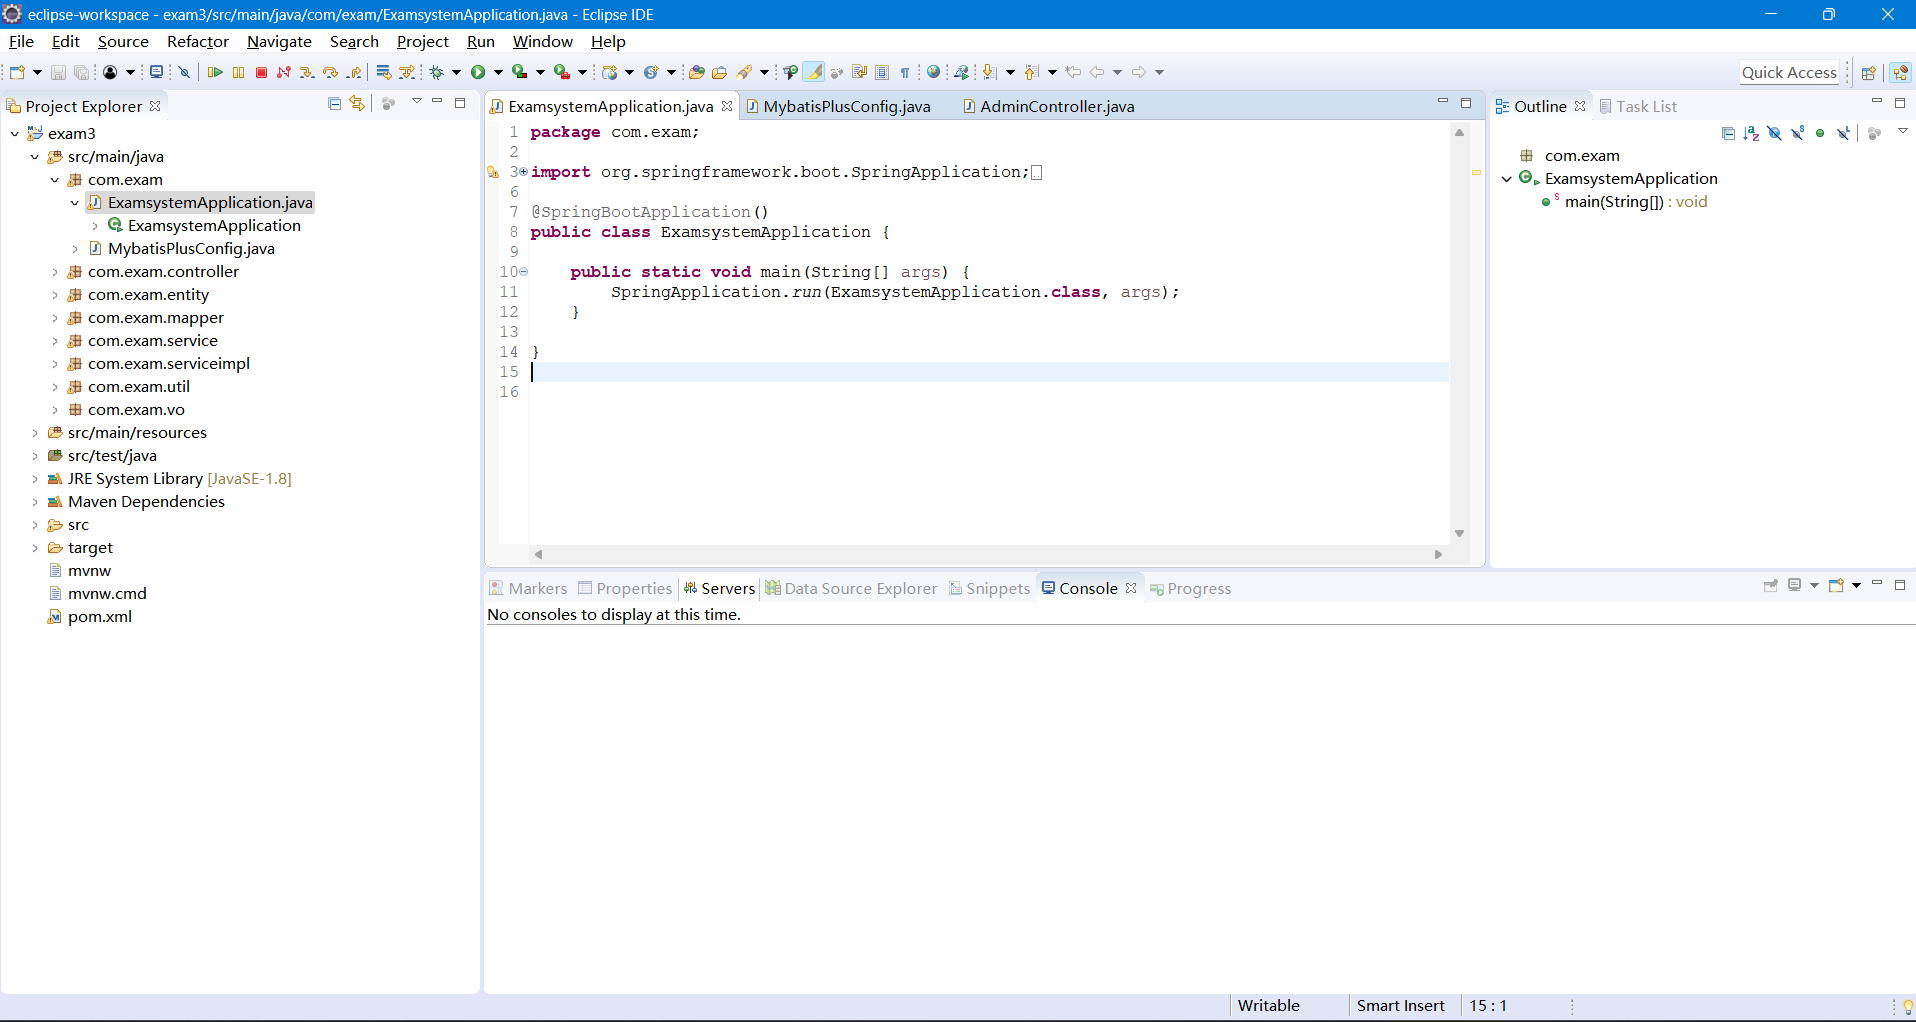 eclipse-workspace - exam3/src/main/java/com/exam/ExamsystemApplication.java - Eclipse IDE
File Edit Source Refactor Navigate Search Project Run Window Help
Quick Access
Project Explorer
exam3
src/main/java
com.exam
ExamsystemApplication.java
ExamsystemApplication
MybatisPlusConfig.java
com.exam.controller
com.exam.entity
com.exam.mapper
com.exam.service
com.exam.serviceimpl
com.exam.util
com.exam.vo
src/main/resources
src/test/java
JRE System Library [JavaSE-1.8]
Maven Dependencies
src
target
mvnw
mvnw.cmd
pom.xml
ExamsystemApplication.java MybatisPlusConfig.java AdminController.java
1 package com.exam;
2
3 import org.springframework.boot.SpringApplication;
6
7 @SpringBootApplication()
8 public class ExamsystemApplication {
9
10 public static void main(String[] args) {
11 SpringApplication.run(ExamsystemApplication.class, args);
12 }
13
14 }
15
16
Outline Task List
com.exam
ExamsystemApplication
main(String[]) : void
Markers Properties Servers Data Source Explorer Snippets Console Progress
No consoles to display at this time.
Writable Smart Insert 15 : 1